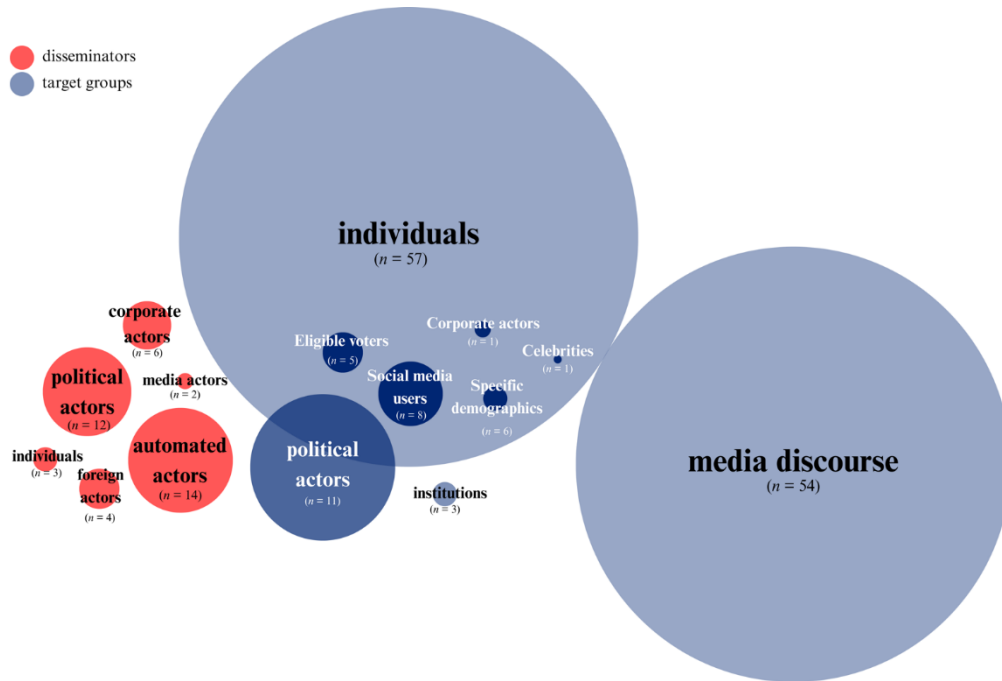 disseminators
target groups
individuals
(n = 57)
corporate
actors
(n = 6)
Eligible voters
(n = 5)
Corporate actors
(n = 1)
Celebrities
(n = 1)
political
actors
(n = 12)
media actors
(n = 2)
Social media
users
(n = 8)
Specific
demographics
(n = 6)
individuals
(n = 3)
foreign
actors
(n = 4)
automated
actors
(n = 14)
political
actors
(n = 11)
institutions
(n = 3)
media discourse
(n = 54)